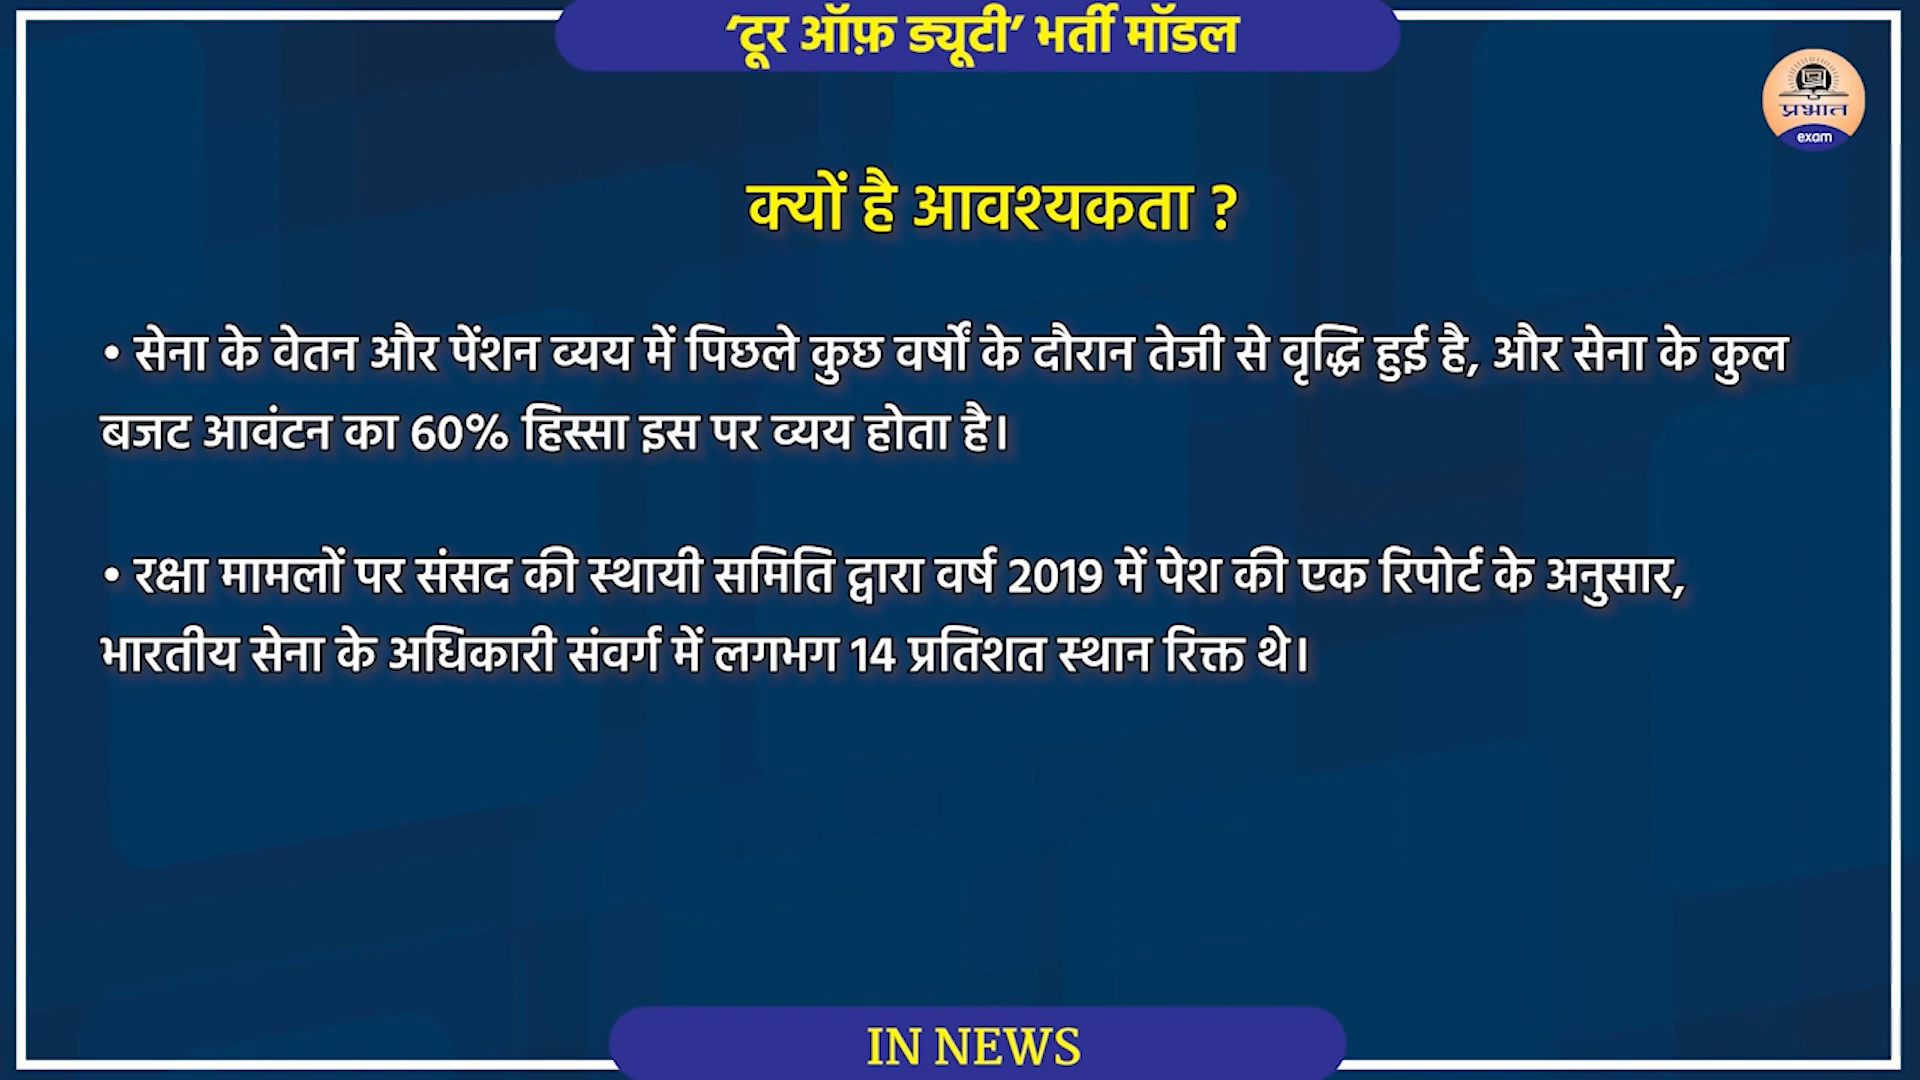 ‘टूर ऑफ़ ड्यूटी’ भर्ती मॉडल
प्रभात
exam
क्यों है आवश्यकता ?
• सेना के वेतन और पेंशन व्यय में पिछले कुछ वर्षों के दौरान तेजी से वृद्धि हुई है, और सेना के कुल
बजट आवंटन का 60% हिस्सा इस पर व्यय होता है।
• रक्षा मामलों पर संसद की स्थायी समिति द्वारा वर्ष 2019 में पेश की एक रिपोर्ट के अनुसार,
भारतीय सेना के अधिकारी संवर्ग में लगभग 14 प्रतिशत स्थान रिक्त थे।
IN NEWS